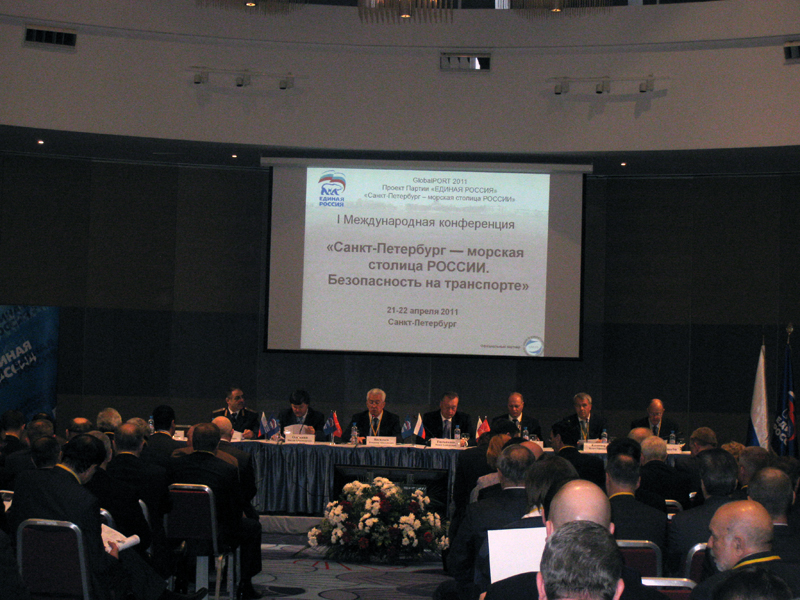 GlobalPORT 2011
Проект Партии «ЕДИНАЯ РОССИЯ»
«Санкт-Петербург – морская столица РОССИИ»
ЕДИНАЯ
РОССИЯ
I Международная конференция
«Санкт-Петербург — морская
столица РОССИИ.
Безопасность на транспорте»
21-22 апреля 2011
Санкт-Петербург